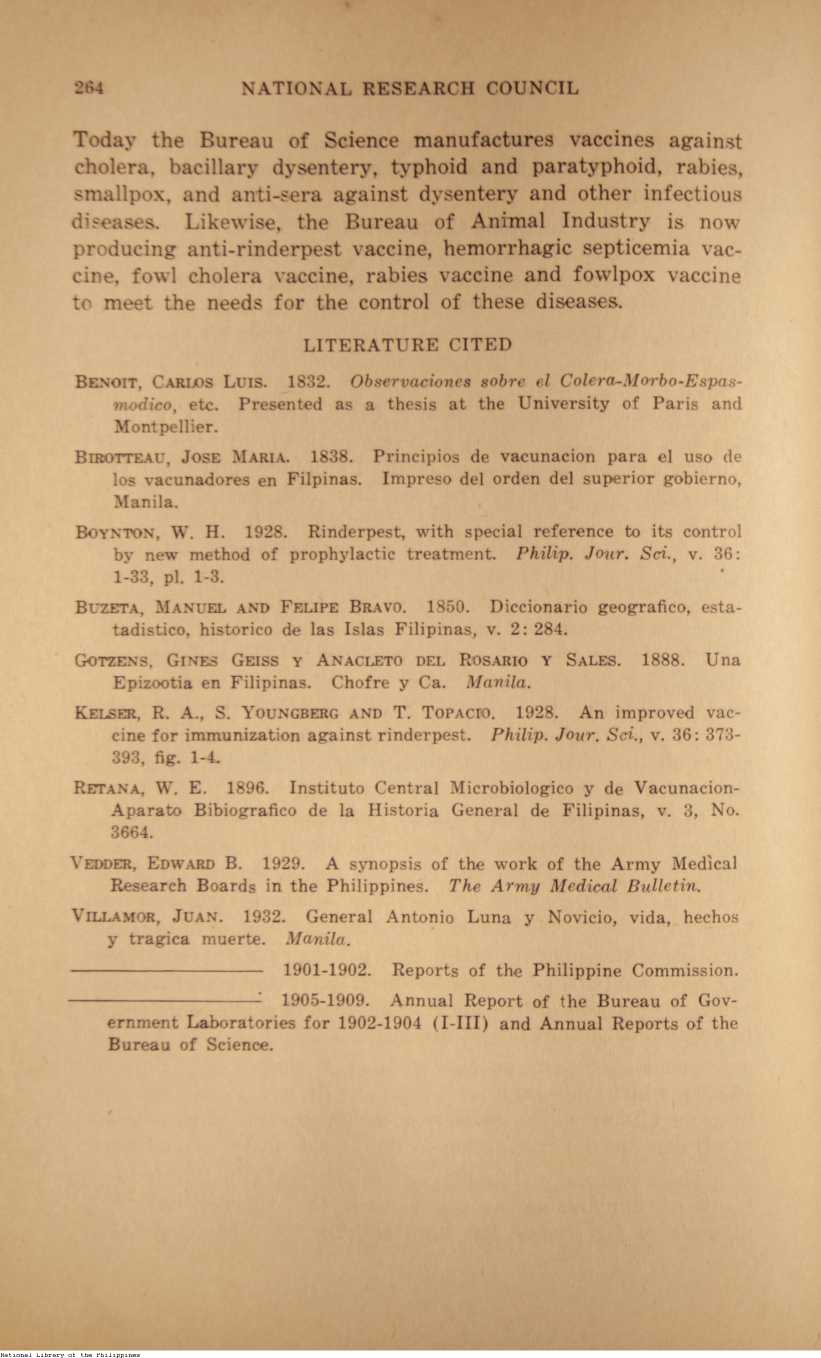 264 NATIONAL RESEARCH COUNCIL
Today the Bureau of Science manufactures vaccines against
cholera, bacillary dysentery, typhoid and paratyphoid, rabies,
smallpox, and anti-sera against dysentery and other infectious
diseases. Likewise, the Bureau of Animal Industry is now
producing anti-rinderpest vaccine, hemorrhagic septicemia vac-
cine, fowl cholera vaccine, rabies vaccine and fowlpox vaccine
to meet the needs for the control of these diseases.
LITERATURE CITED
BENOIT, CARLOS LUIS. 1832. Observaciones sobre el Colera-Morbo-Espas-
modico, etc. Presented as a thesis at the University of Paris and
Montpellier.
BIROTTEAU, JOSE MARIA. 1838. Principios de vacunacion para el uso de
los vacunadores en Filpinas. Impreso del orden del superior gobierno,
Manila.
BOYNTON, W. H. 1928. Rinderpest, with special reference to its control
by new method of prophylactic treatment. Philip. Jour. Sci., v. 36:
1-33, pl. 1-3.
BUZETA, MANUEL AND FELIPE BRAVO. 1850. Diccionario geografico, esta-
tadistico, historico de las Islas Filipinas, v. 2: 284.
GOTZENS, GINES GEISS Y ANACLETO DEL ROSARIO Y SALES. 1888. Una
Epizootia en Filipinas. Chofre y Ca. Manila.
KELSER, R. A., S. YOUNGBERG AND T. TOPACIO. 1928. An improved vac-
cine for immunization against rinderpest. Philip. Jour. Sci., v. 36: 373-
393, fig. 1-4.
RETANA, W. E. 1896. Instituto Central Microbiologico y de Vacunacion-
Aparato Bibiografico de la Historia General de Filipinas, v. 3, No.
3664.
VEDDER, EDWARD B. 1929. A synopsis of the work of the Army Medical
Research Boards in the Philippines. The Army Medical Bulletin.
VILLAMOR, JUAN. 1932. General Antonio Luna y Novicio, vida, hechos
y tragica muerte. Manila.
1901-1902. Reports of the Philippine Commission.
1905-1909. Annual Report of the Bureau of Gov-
ernment Laboratories for 1902-1904 (I-III) and Annual Reports of the
Bureau of Science.
National Library of the Philippines